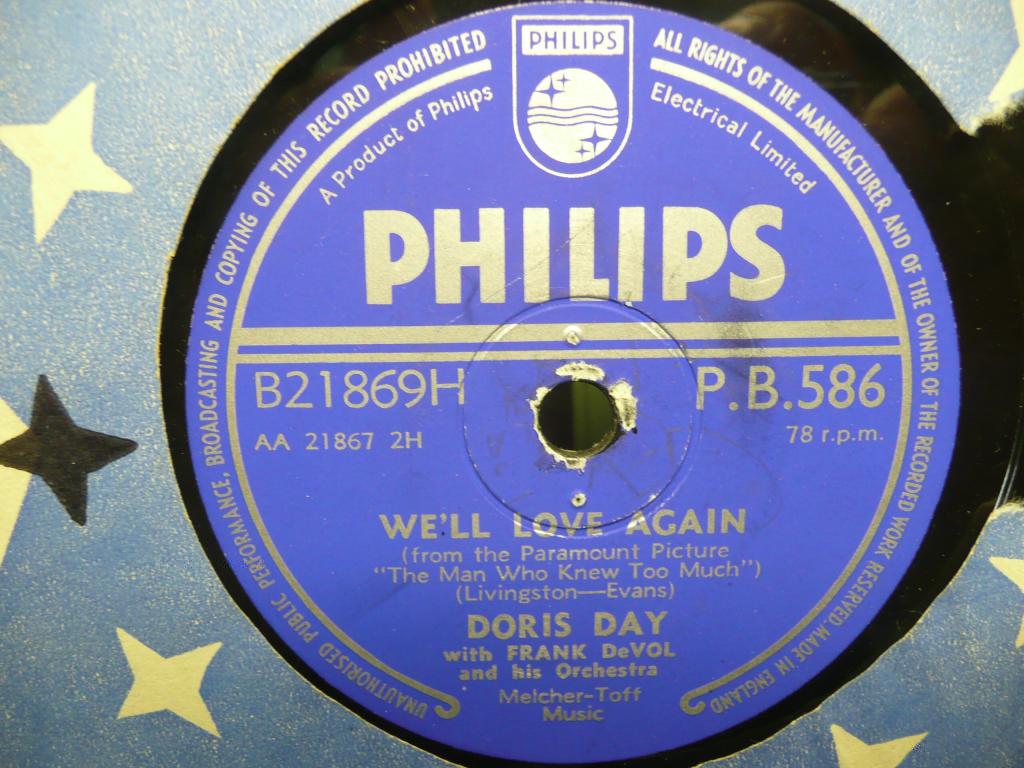 UNAUTHORISED PUBLIC PERFORMANCE, BROADCASTING AND COPYING OF THIS RECORD PROHIBITED
ALL RIGHTS OF THE MANUFACTURER AND OF THE OWNER OF THE RECORDED WORK RESERVED. MADE IN ENGLAND
A Product of Philips
Electrical Limited
PHILIPS
PHILIPS
B21869H
P.B.586
AA 21867 2H
78 r.p.m.
WE'LL LOVE AGAIN
(from the Paramount Picture
"The Man Who Knew Too Much")
(Livingston—Evans)
DORIS DAY
with FRANK DeVOL
and his Orchestra
Melcher-Toff
Music